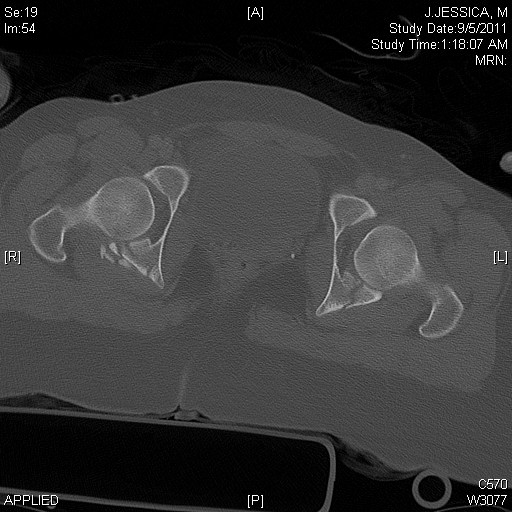 Se:19
Im:54
[A]
J.JESSICA, M
Study Date:9/5/2011
Study Time:1:18:07 AM
MRN:
[R]
[L]
APPLIED
[P]
C570
W3077